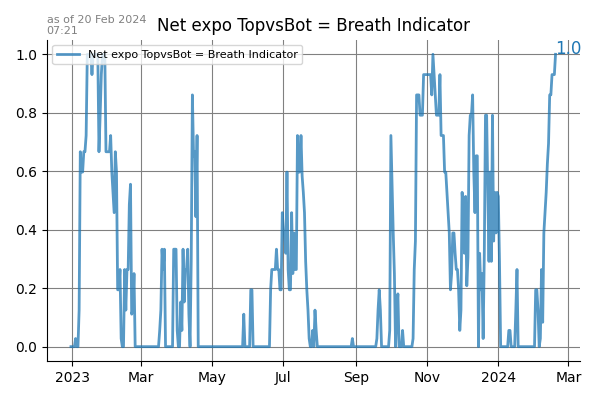 as of 20 Feb 2024
07:21
Net expo TopvsBot = Breath Indicator
Net expo TopvsBot = Breath Indicator
1.0
1.0
0.8
0.6
0.4
0.2
0.0
2023 Mar May Jul Sep Nov 2024 Mar